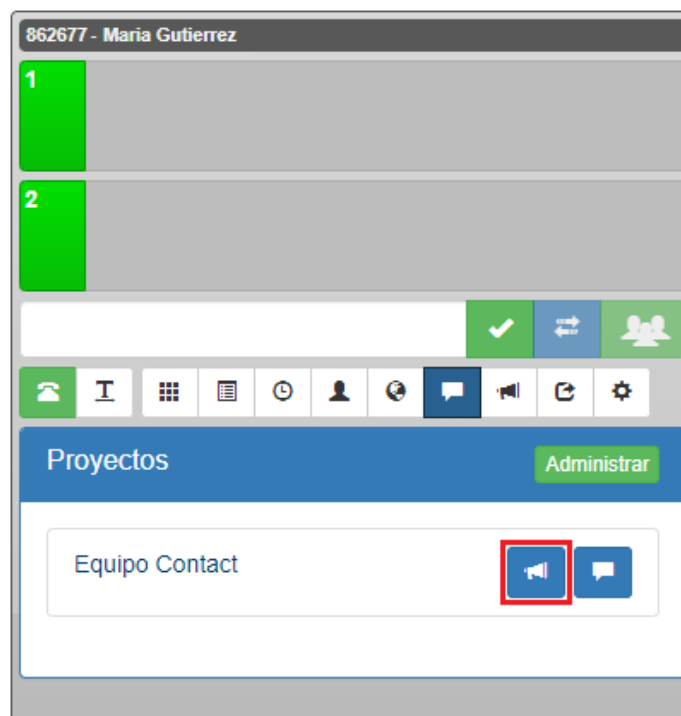 862677 - Maria Gutierrez
1
2
T
Proyectos
Administrar
Equipo Contact